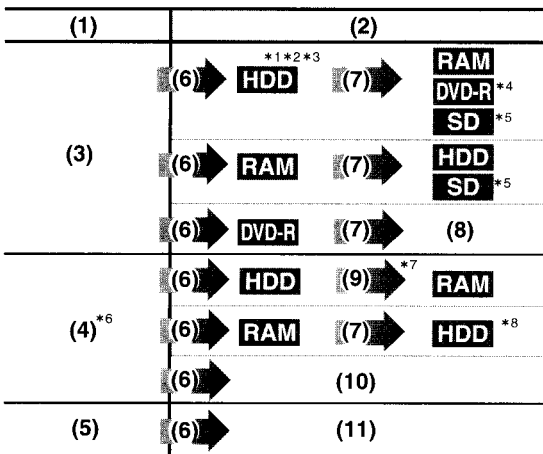 (1) (2)
(3) (6) HDD *1*2*3 (7) RAM
DVD-R *4
SD *5
(6) RAM (7) HDD
SD *5
(6) DVD-R (7) (8)
(4) *6 (6) HDD (9) *7 RAM
(6) RAM (7) HDD *8
(6) (10)
(5) (6) (11)